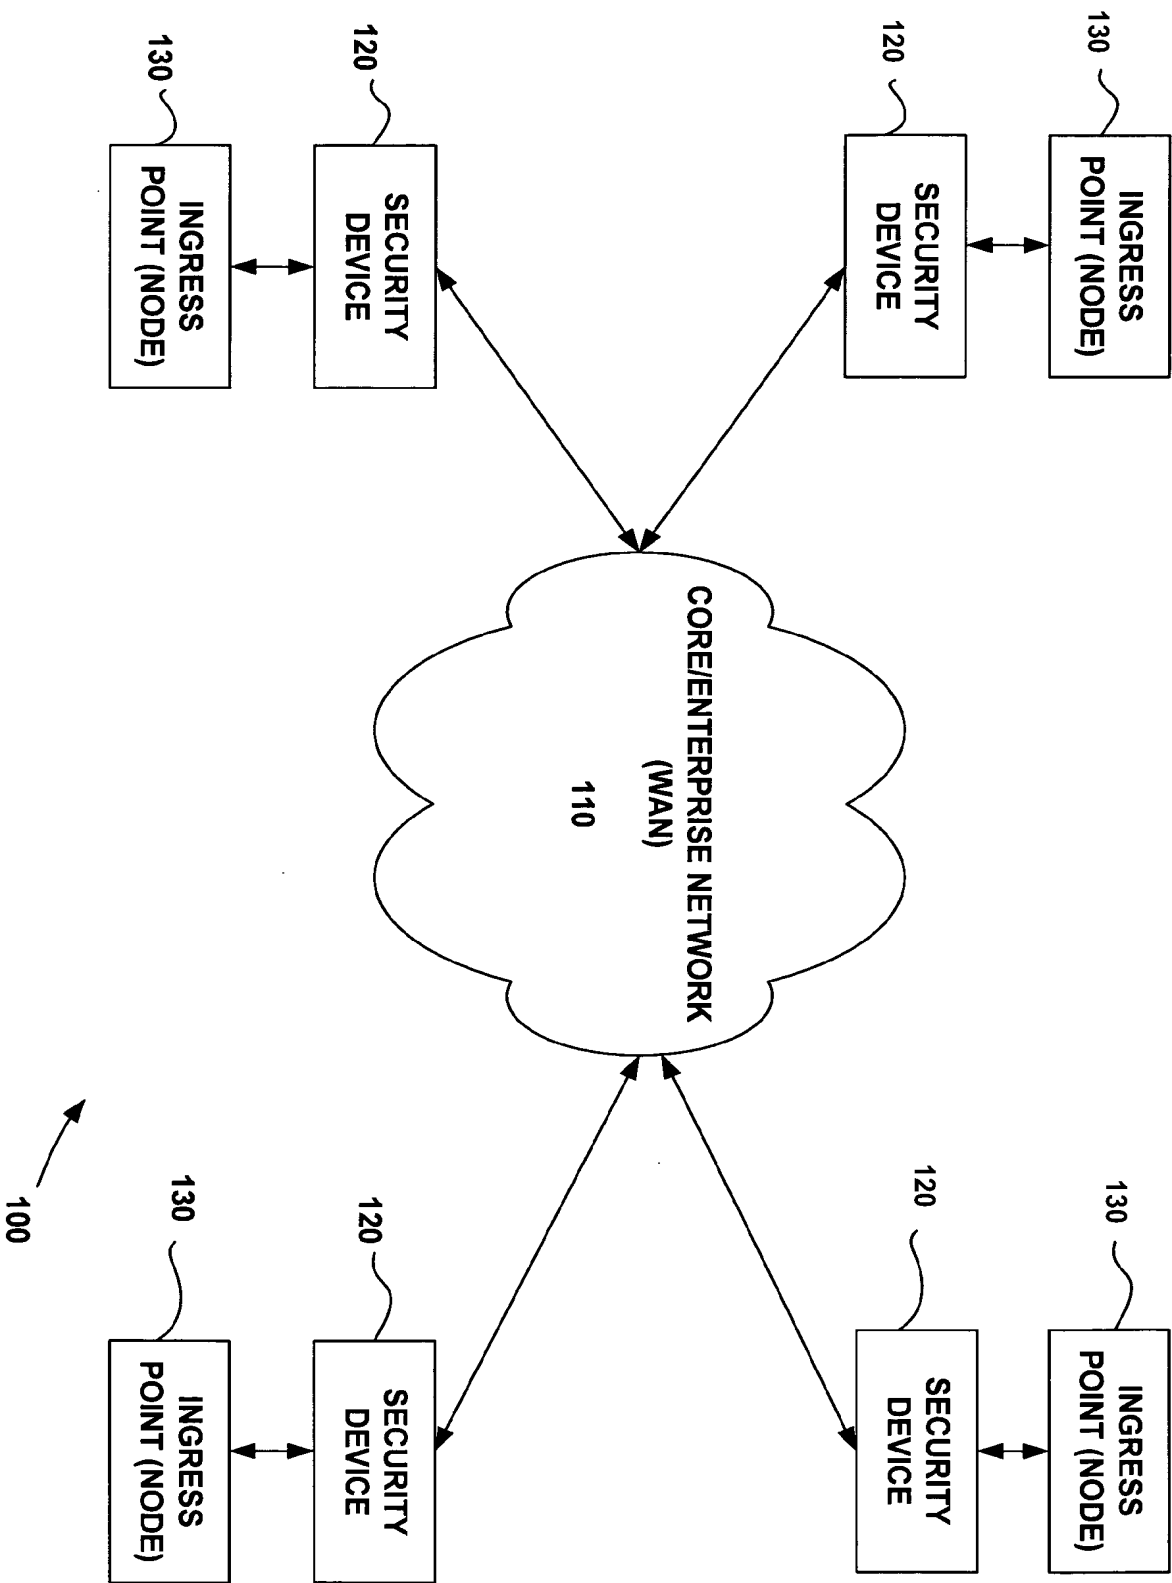 130
INGRESS
POINT (NODE)
130
INGRESS
POINT (NODE)
120
SECURITY
DEVICE
120
SECURITY
DEVICE
CORE/ENTERPRISE NETWORK
(WAN)
110
120
SECURITY
DEVICE
120
SECURITY
DEVICE
130
INGRESS
POINT (NODE)
130
INGRESS
POINT (NODE)
100